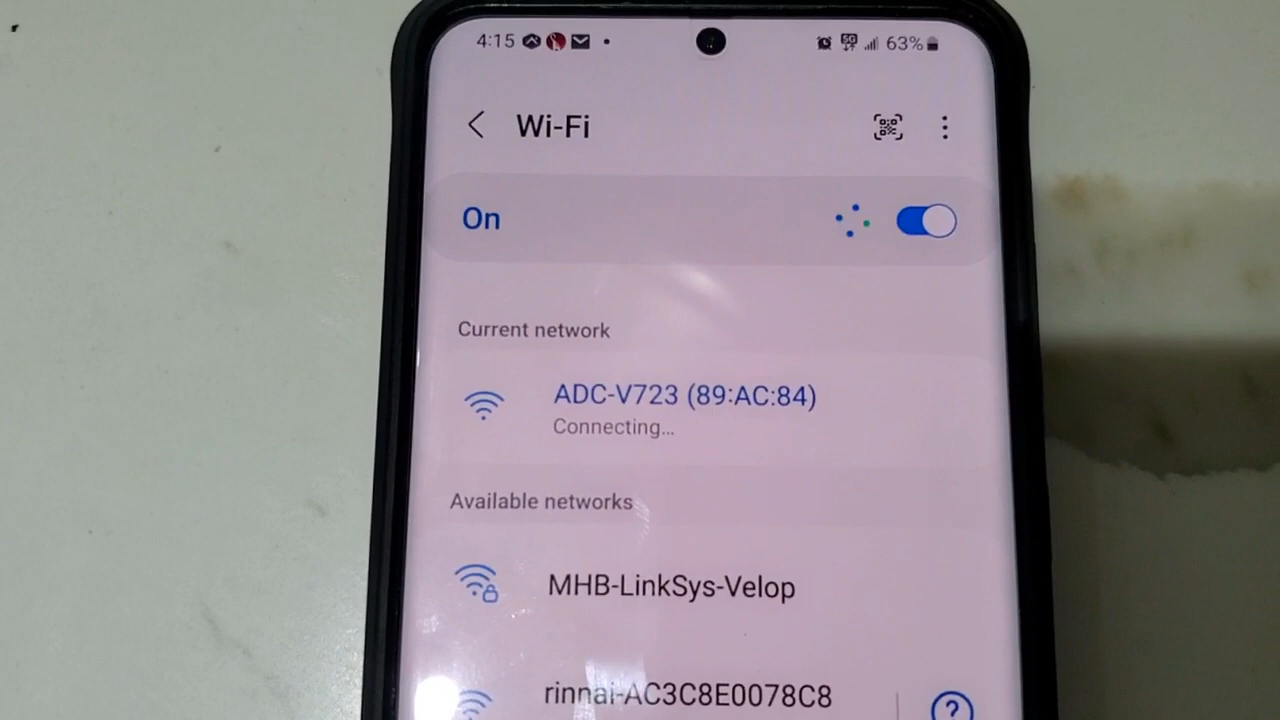 4:15
5G
63%
Wi-Fi
On
Current network
ADC-V723 (89:AC:84)
Connecting...
Available networks
MHB-LinkSys-Velop
rinnai-AC3C8E0078C8
?